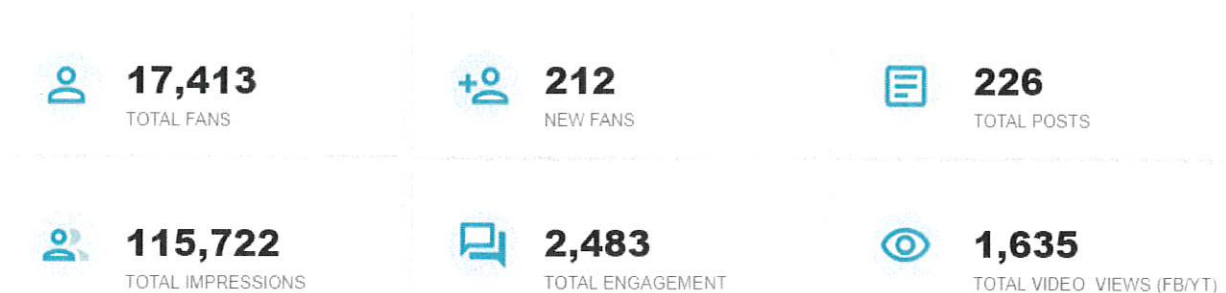 17,413
TOTAL FANS
212
NEW FANS
226
TOTAL POSTS
115,722
TOTAL IMPRESSIONS
2,483
TOTAL ENGAGEMENT
1,635
TOTAL VIDEO VIEWS (FB/YT)